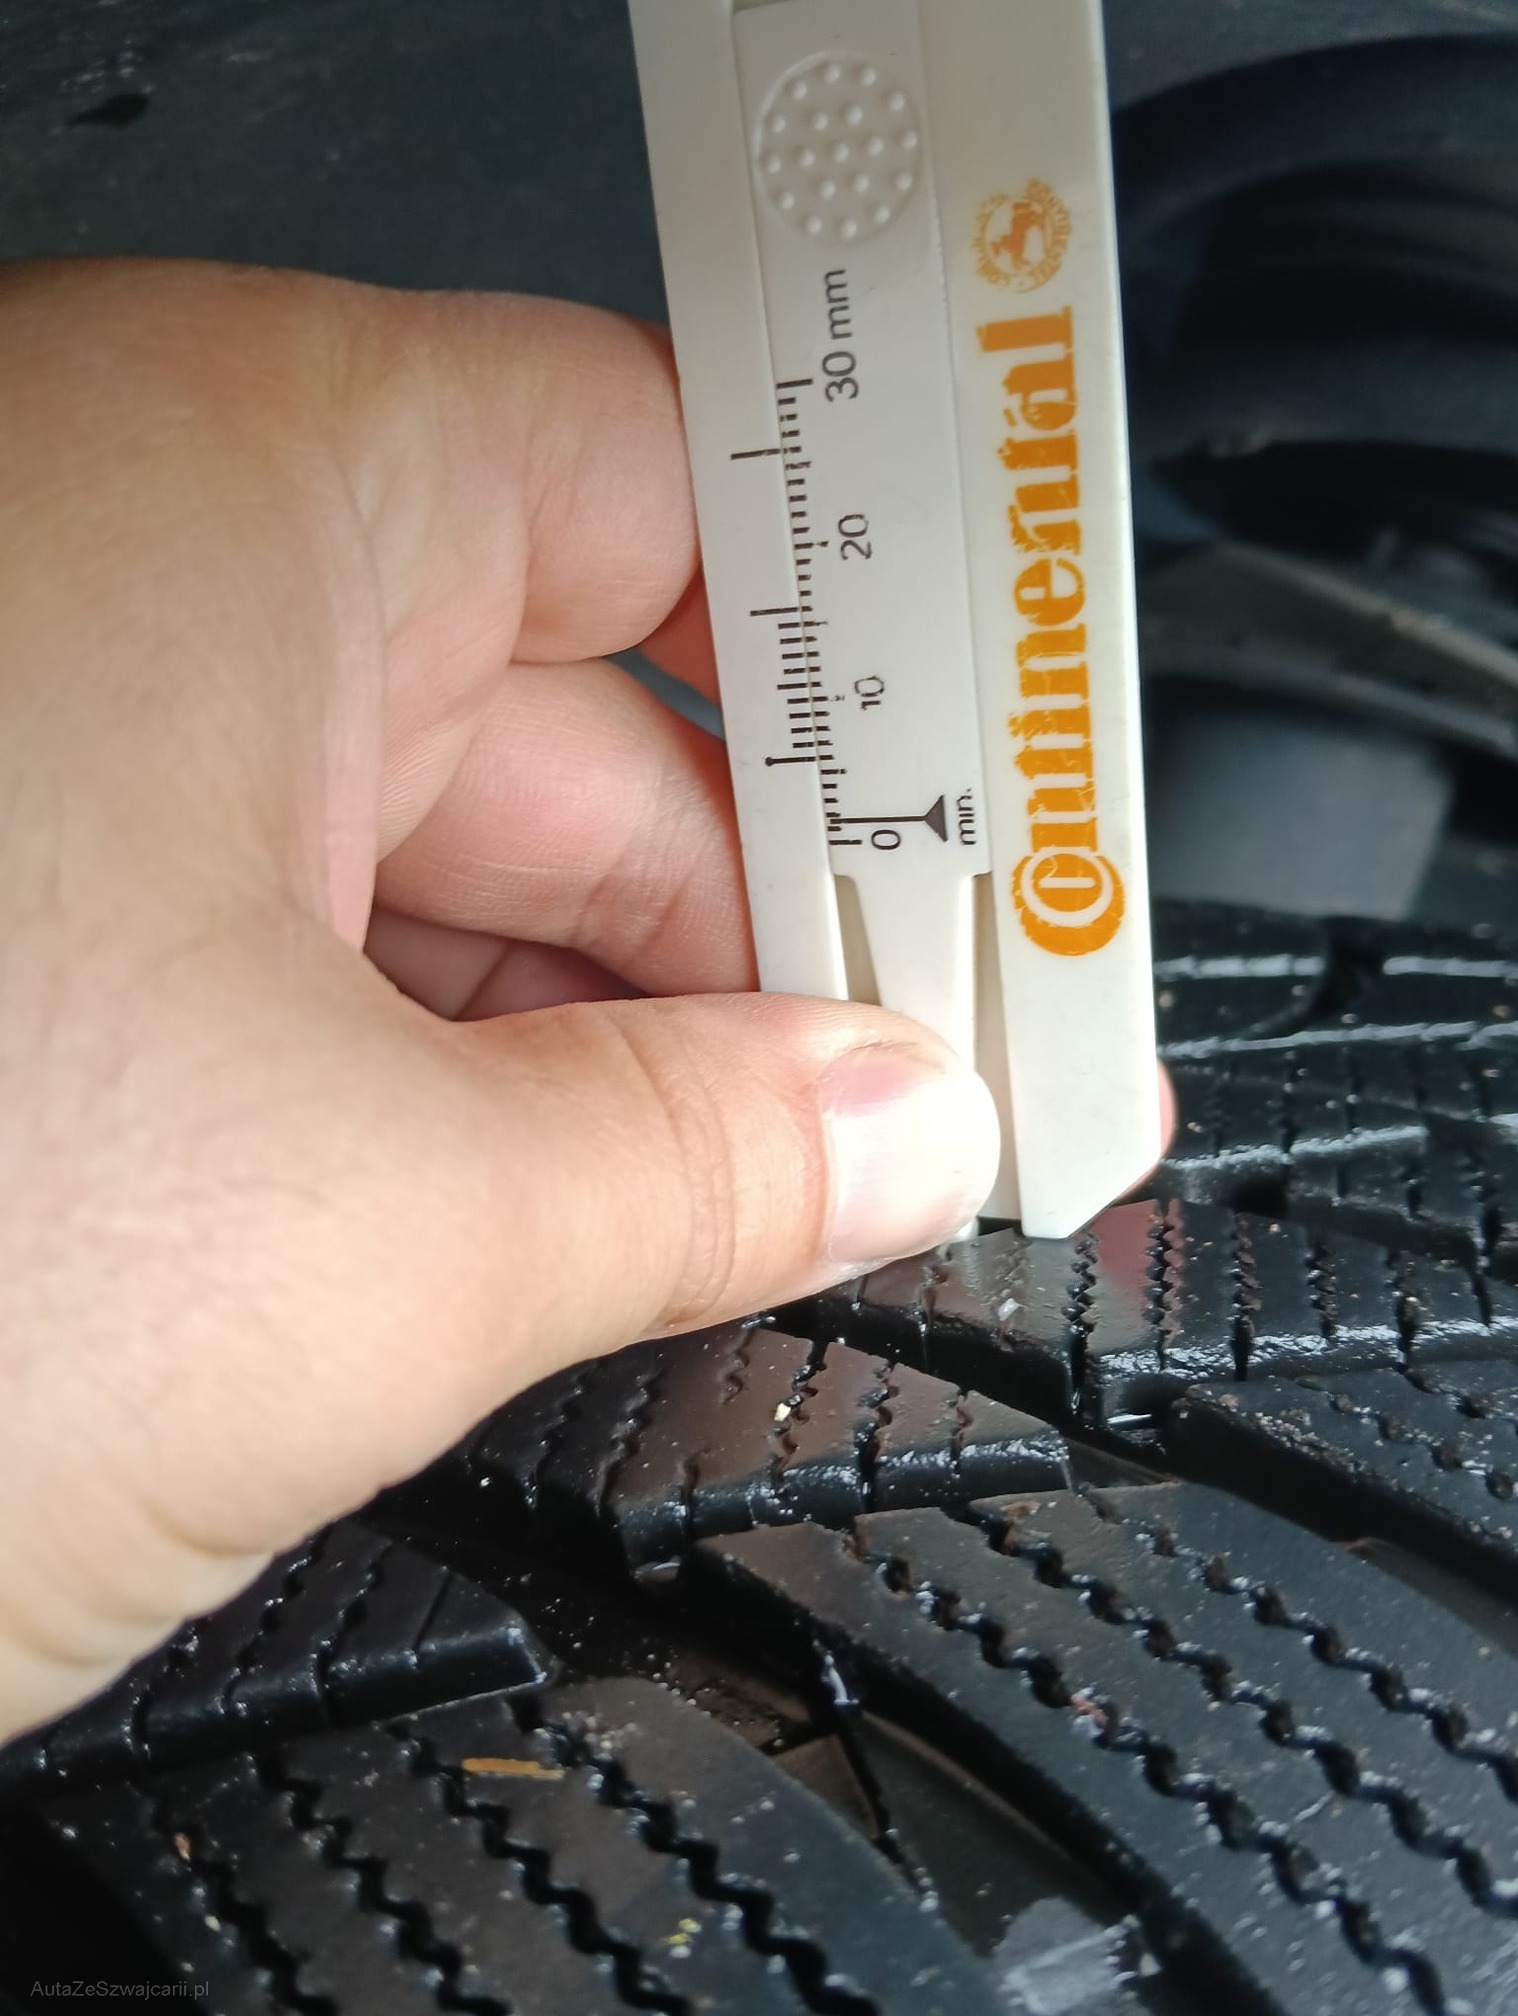 Continental
30 mm
20
10
0
min.
AutaZeSzwajcarii.pl